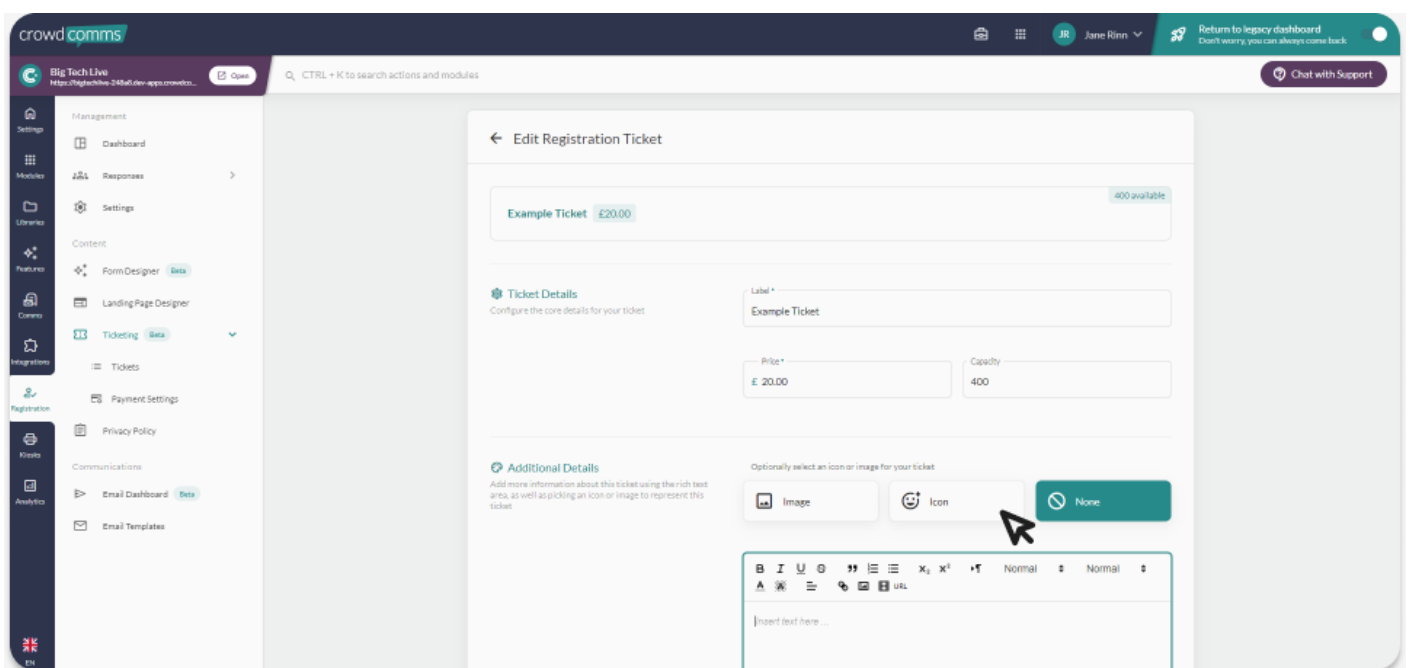 crowdcomms
JR Jane Rinn
Return to legacy dashboard
Don't worry, you can always come back
Big Tech Live
Open
CTRL + K to search actions and modules
Chat with Support
Settings
Modules
Libraries
Features
Comms
Integrations
Registration
Kiosks
Analytics
EN
Management
Dashboard
Responses
Settings
Content
Form Designer Beta
Landing Page Designer
Ticketing Beta
Tickets
Payment Settings
Privacy Policy
Communications
Email Dashboard Beta
Email Templates
Edit Registration Ticket
400 available
Example Ticket £20.00
Ticket Details
Configure the core details for your ticket
Label *
Example Ticket
Price * Capacity
£ 20.00 400
Additional Details
Add more information about this ticket using the rich text
area, as well as picking an icon or image to represent this
ticket
Optionally select an icon or image for your ticket
Image Icon None
B I U S X₂ X² Normal Normal
A URL
Insert text here ...